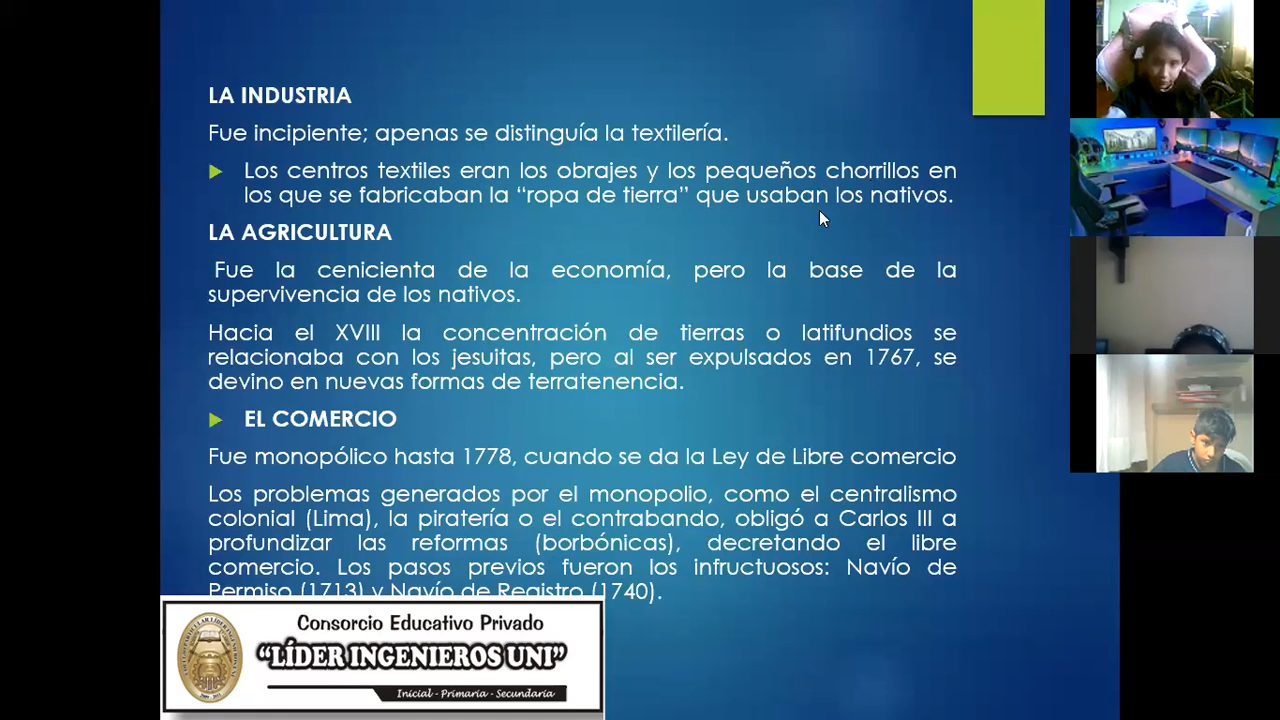 LA INDUSTRIA
Fue incipiente; apenas se distinguía la textilería.
Los centros textiles eran los obrajes y los pequeños chorrillos en
los que se fabricaban la “ropa de tierra” que usaban los nativos.
LA AGRICULTURA
Fue la cenicienta de la economía, pero la base de la
supervivencia de los nativos.
Hacia el XVIII la concentración de tierras o latifundios se
relacionaba con los jesuitas, pero al ser expulsados en 1767, se
devino en nuevas formas de terratenencia.
EL COMERCIO
Fue monopólico hasta 1778, cuando se da la Ley de Libre comercio
Los problemas generados por el monopolio, como el centralismo
colonial (Lima), la piratería o el contrabando, obligó a Carlos III a
profundizar las reformas (borbónicas), decretando el libre
comercio. Los pasos previos fueron los infructuosos: Navío de
Permiso (1713) y Navío de Registro (1740).
Consorcio Educativo Privado
“LÍDER INGENIEROS UNI”
Inicial - Primaria - Secundaria